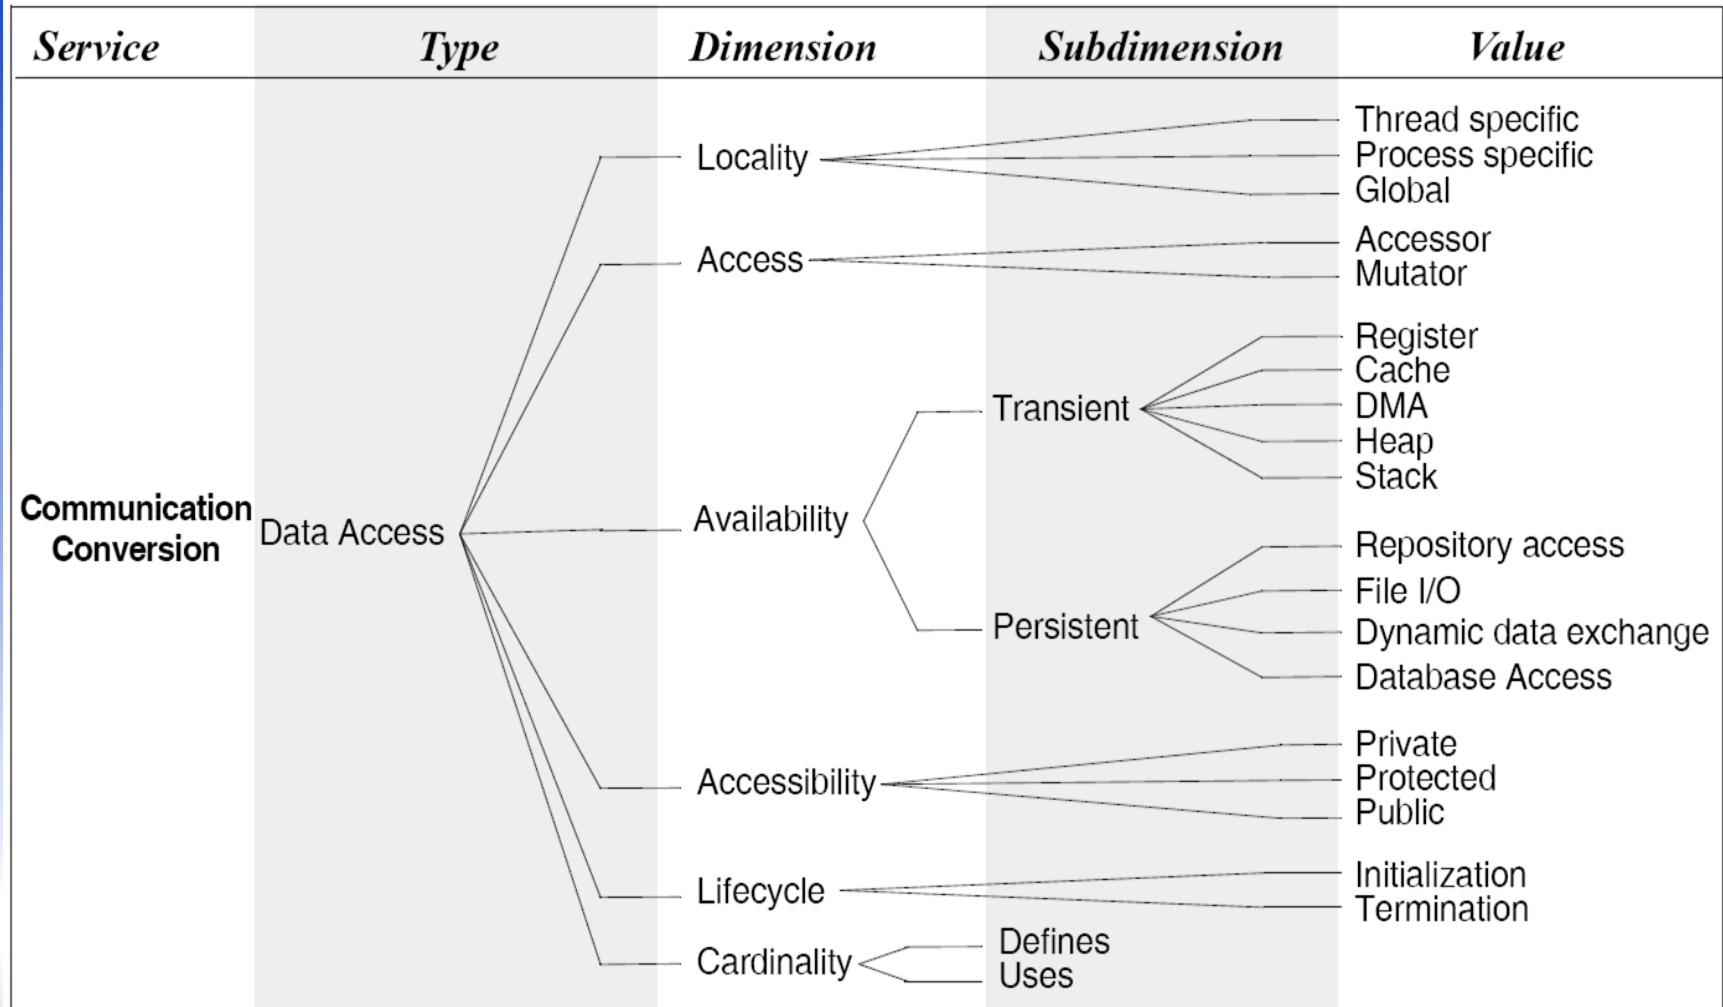 Service Type Dimension Subdimension Value
Thread specific
Locality Process specific
Global
Accessor
Access
Mutator
Register
Cache
Transient DMA
Heap
Stack
Communication
Conversion
Data Access
Availability
Repository access
File I/O
Persistent Dynamic data exchange
Database Access
Private
Accessibility Protected
Public
Initialization
Lifecycle
Termination
Defines
Cardinality
Uses